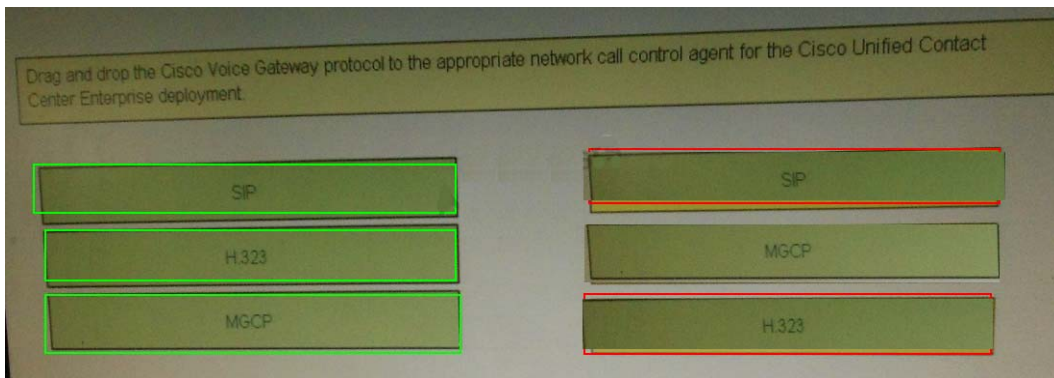 Drag and drop the Cisco Voice Gateway protocol to the appropriate network call control agent for the Cisco Unified Contact
Center Enterprise deployment.
SIP
H.323
MGCP
SIP
MGCP
H.323